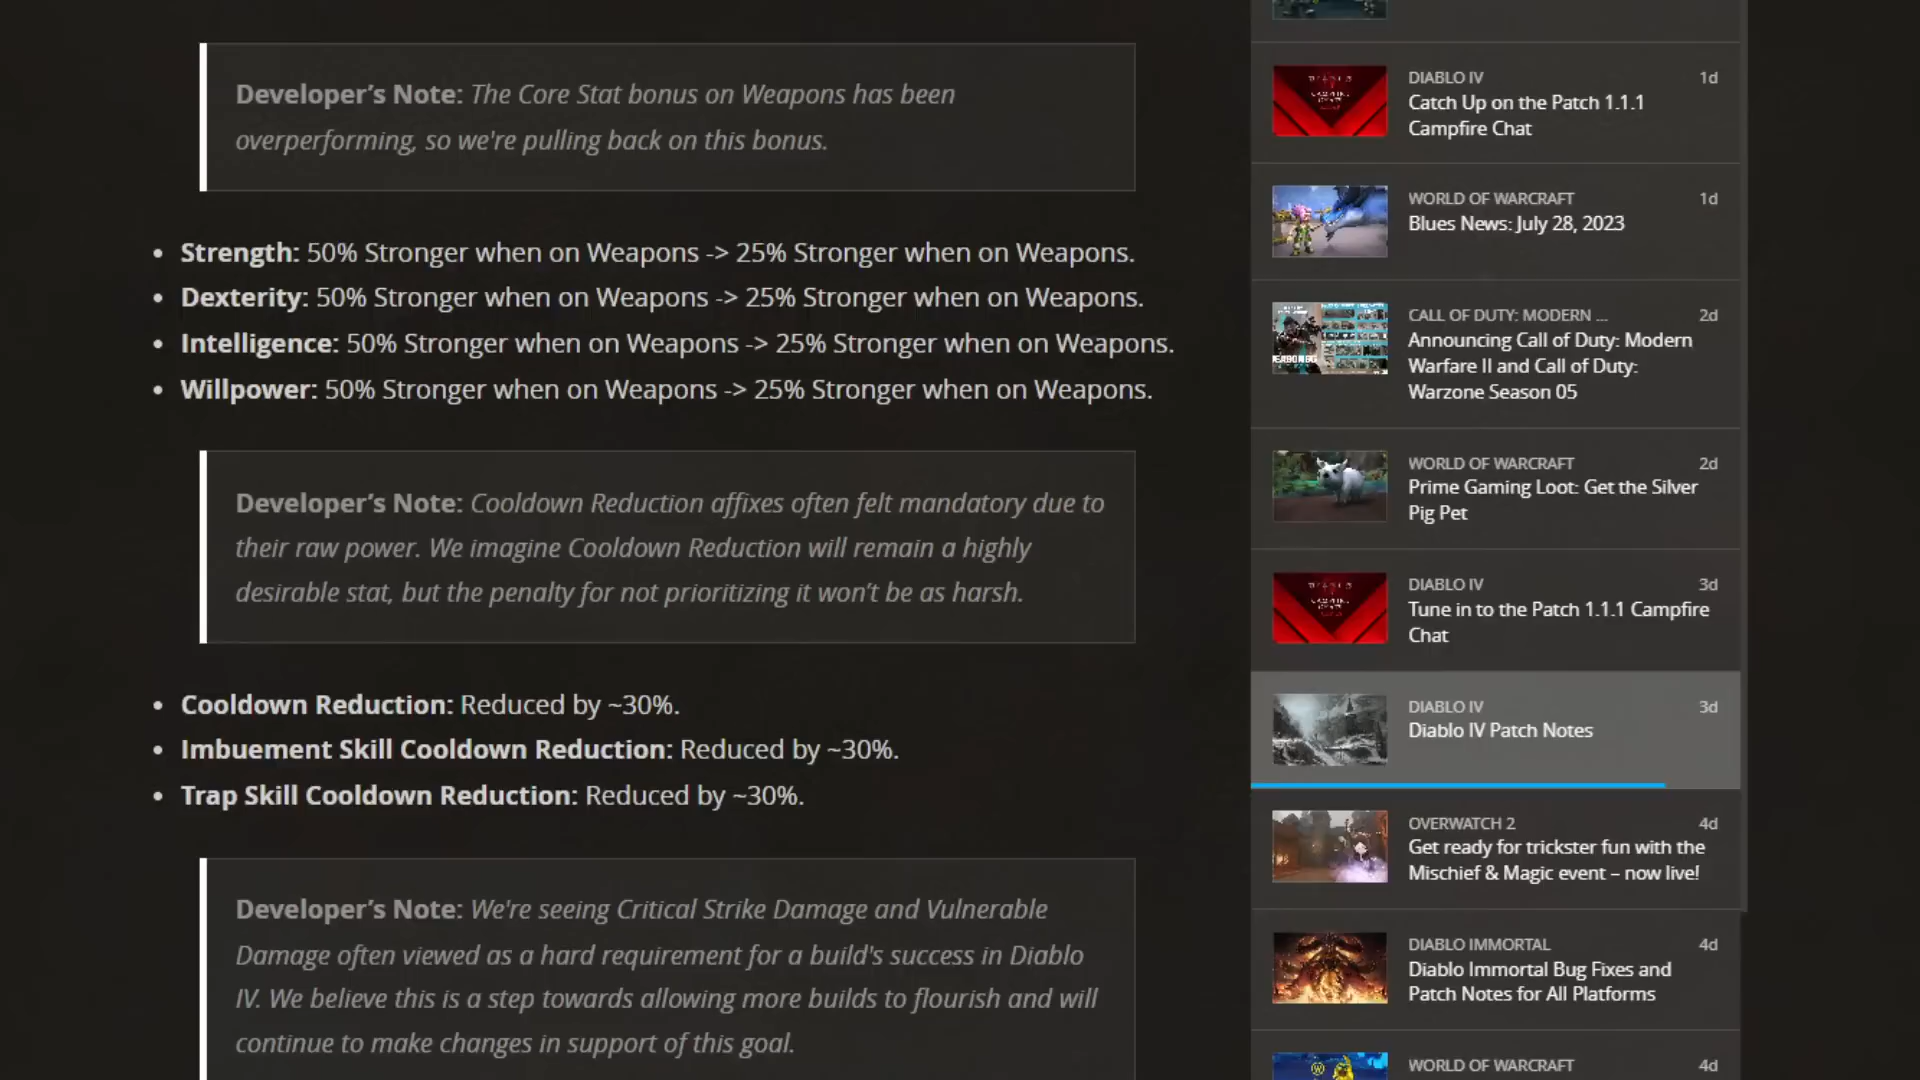 Developer’s Note: The Core Stat bonus on Weapons has been
overperforming, so we're pulling back on this bonus.
• Strength: 50% Stronger when on Weapons -> 25% Stronger when on Weapons.
• Dexterity: 50% Stronger when on Weapons -> 25% Stronger when on Weapons.
• Intelligence: 50% Stronger when on Weapons -> 25% Stronger when on Weapons.
• Willpower: 50% Stronger when on Weapons -> 25% Stronger when on Weapons.
Developer’s Note: Cooldown Reduction affixes often felt mandatory due to
their raw power. We imagine Cooldown Reduction will remain a highly
desirable stat, but the penalty for not prioritizing it won’t be as harsh.
• Cooldown Reduction: Reduced by ~30%.
• Imbuement Skill Cooldown Reduction: Reduced by ~30%.
• Trap Skill Cooldown Reduction: Reduced by ~30%.
Developer’s Note: We're seeing Critical Strike Damage and Vulnerable
Damage often viewed as a hard requirement for a build's success in Diablo
IV. We believe this is a step towards allowing more builds to flourish and will
continue to make changes in support of this goal.
DIABLO IV 1d
Catch Up on the Patch 1.1.1
Campfire Chat
WORLD OF WARCRAFT 1d
Blues News: July 28, 2023
CALL OF DUTY: MODERN ... 2d
Announcing Call of Duty: Modern
Warfare II and Call of Duty:
Warzone Season 05
WORLD OF WARCRAFT 2d
Prime Gaming Loot: Get the Silver
Pig Pet
DIABLO IV 3d
Tune in to the Patch 1.1.1 Campfire
Chat
DIABLO IV 3d
Diablo IV Patch Notes
OVERWATCH 2 4d
Get ready for trickster fun with the
Mischief & Magic event – now live!
DIABLO IMMORTAL 4d
Diablo Immortal Bug Fixes and
Patch Notes for All Platforms
WORLD OF WARCRAFT 4d